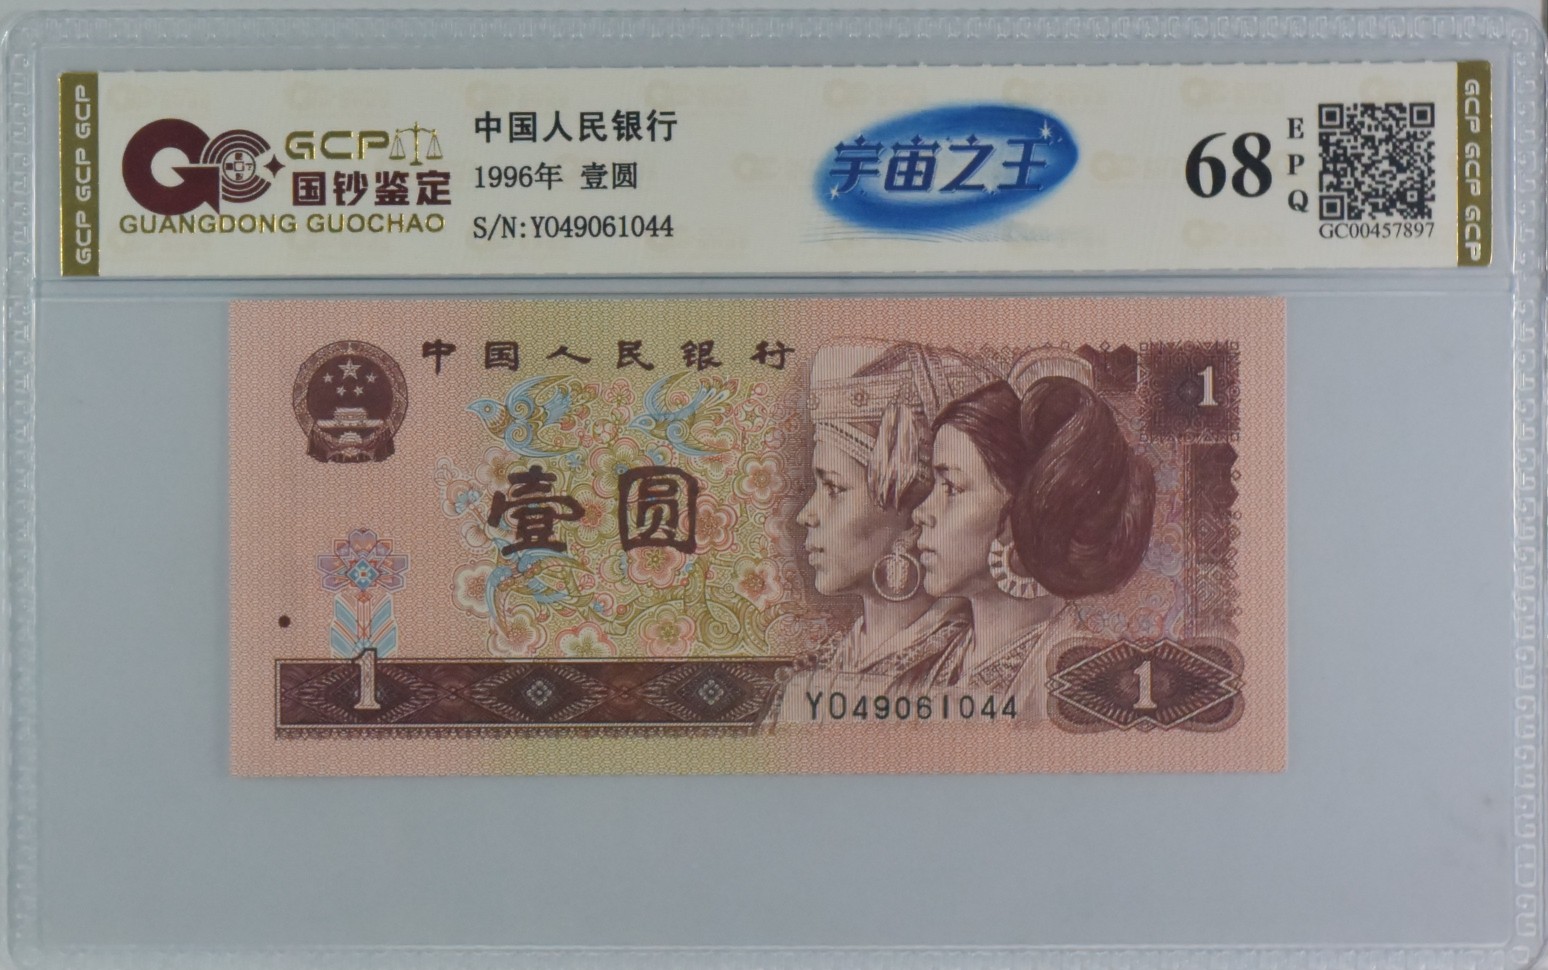 GCP GCP GCP
GCP
国钞鉴定
GUANGDONG GUOCHAO
中国人民银行
1996年 壹圆
S/N:Y049061044
宇宙之王
68
EPQ
GC00457897
GCP GCP GCP
中国人民银行
1
壹圆
1
YO49061044
1